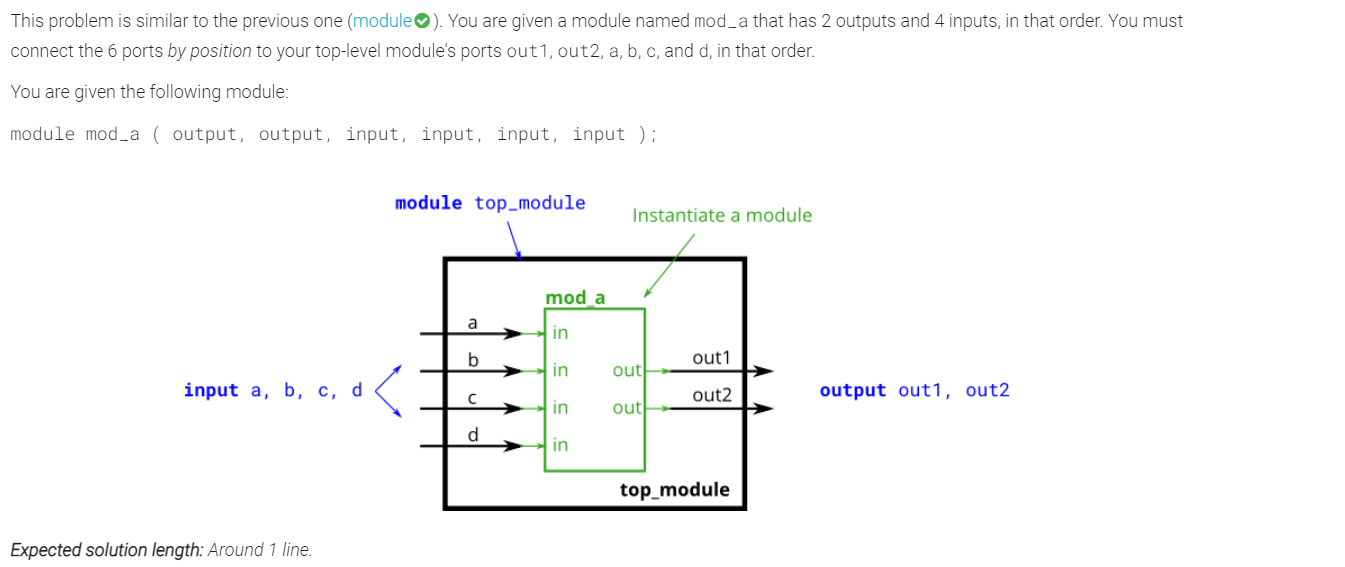 This problem is similar to the previous one (module). You are given a module named mod_a that has 2 outputs and 4 inputs, in that order. You must
connect the 6 ports by position to your top-level module's ports out1, out2, a, b, c, and d, in that order.
You are given the following module:
module mod_a ( output, output, input, input, input, input );
module top_module
Instantiate a module
mod_a
a
in
b
in
out
out1
input a, b, c, d
c
in
out
out2
output out1, out2
d
in
top_module
Expected solution length: Around 1 line.